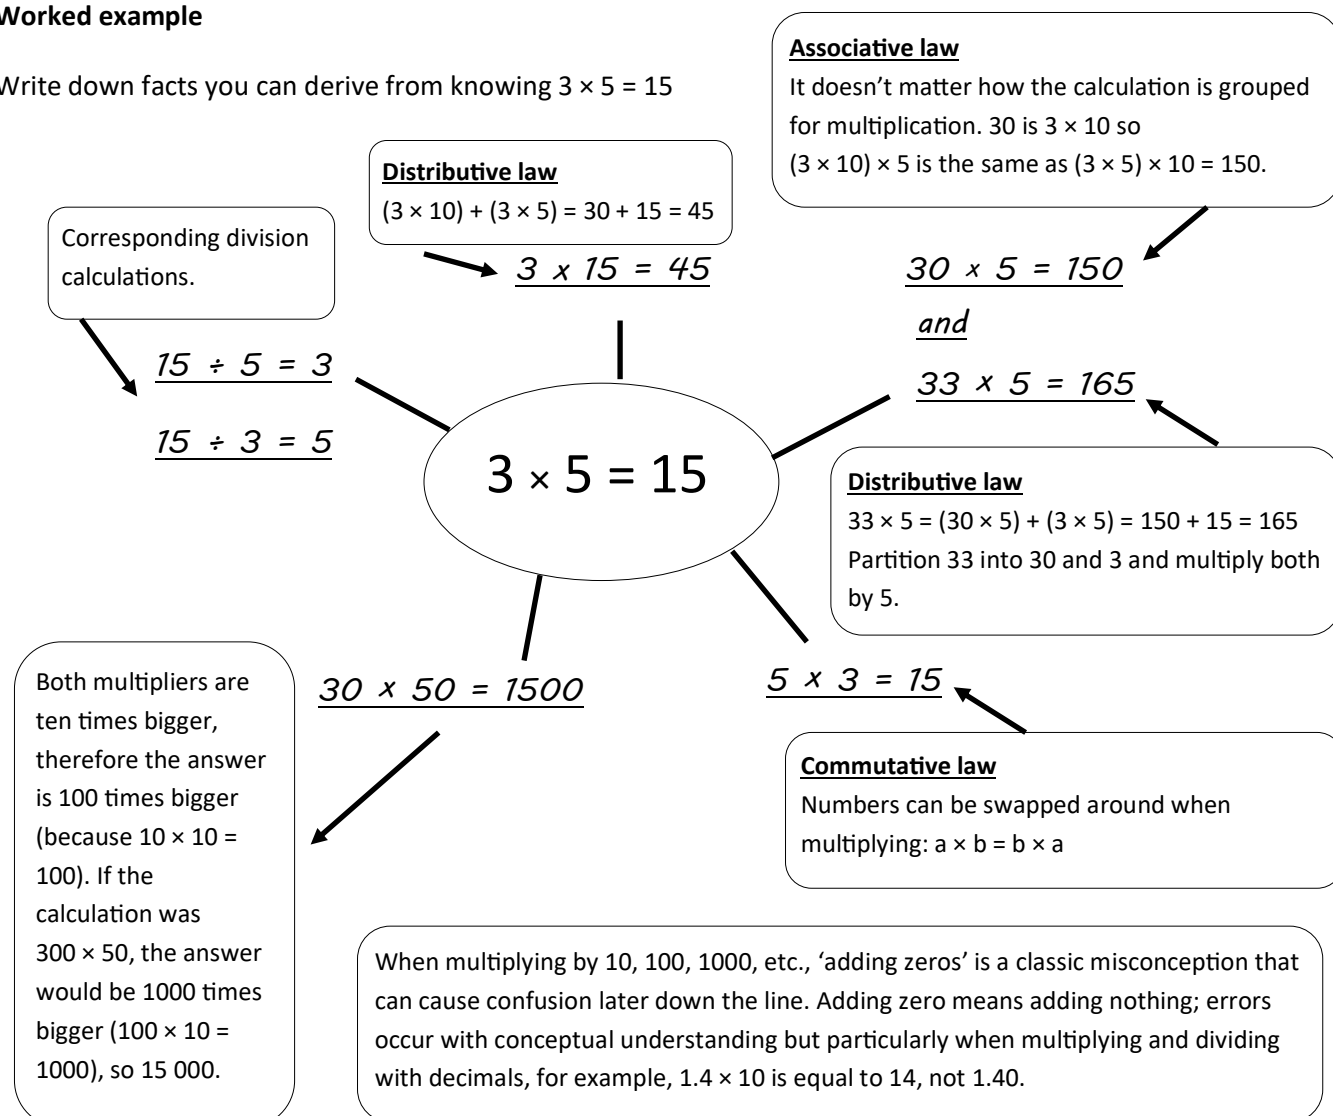 Worked example
Write down facts you can derive from knowing 3 × 5 = 15
Associative law
It doesn’t matter how the calculation is grouped
for multiplication. 30 is 3 × 10 so
(3 × 10) × 5 is the same as (3 × 5) × 10 = 150.
Distributive law
(3 × 10) + (3 × 5) = 30 + 15 = 45
Corresponding division
calculations.
3 x 15 = 45
30 × 5 = 150
and
33 × 5 = 165
15 ÷ 5 = 3
15 ÷ 3 = 5
3 × 5 = 15
Distributive law
33 × 5 = (30 × 5) + (3 × 5) = 150 + 15 = 165
Partition 33 into 30 and 3 and multiply both
by 5.
Both multipliers are
ten times bigger,
therefore the answer
is 100 times bigger
(because 10 × 10 =
100). If the
calculation was
300 × 50, the answer
would be 1000 times
bigger (100 × 10 =
1000), so 15 000.
30 × 50 = 1500
5 × 3 = 15
Commutative law
Numbers can be swapped around when
multiplying: a × b = b × a
When multiplying by 10, 100, 1000, etc., ‘adding zeros’ is a classic misconception that
can cause confusion later down the line. Adding zero means adding nothing; errors
occur with conceptual understanding but particularly when multiplying and dividing
with decimals, for example, 1.4 × 10 is equal to 14, not 1.40.